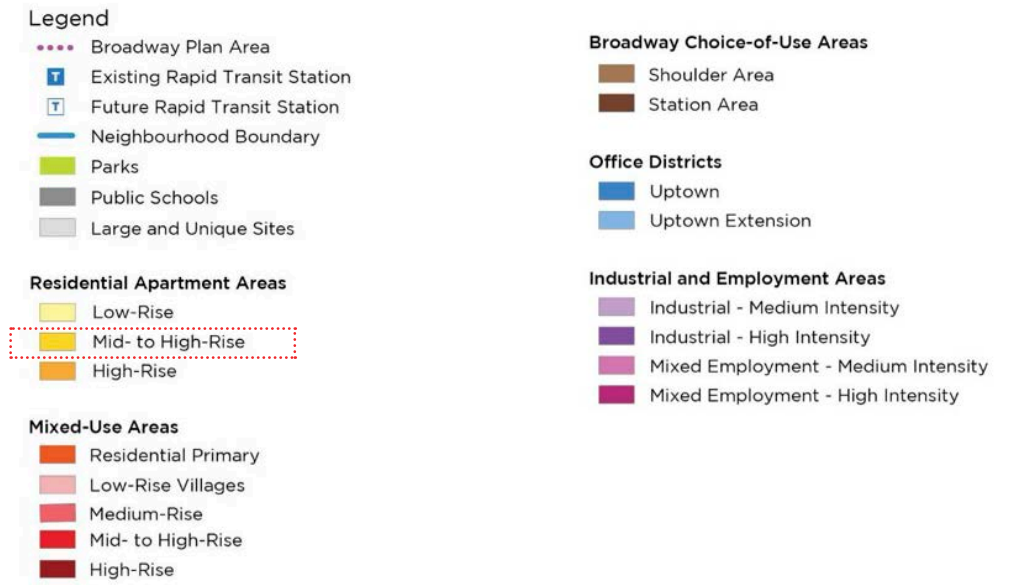 Legend
Broadway Plan Area
T Existing Rapid Transit Station
T Future Rapid Transit Station
Neighbourhood Boundary
Parks
Public Schools
Large and Unique Sites
Residential Apartment Areas
Low-Rise
Mid- to High-Rise
High-Rise
Mixed-Use Areas
Residential Primary
Low-Rise Villages
Medium-Rise
Mid- to High-Rise
High-Rise
Broadway Choice-of-Use Areas
Shoulder Area
Station Area
Office Districts
Uptown
Uptown Extension
Industrial and Employment Areas
Industrial - Medium Intensity
Industrial - High Intensity
Mixed Employment - Medium Intensity
Mixed Employment - High Intensity